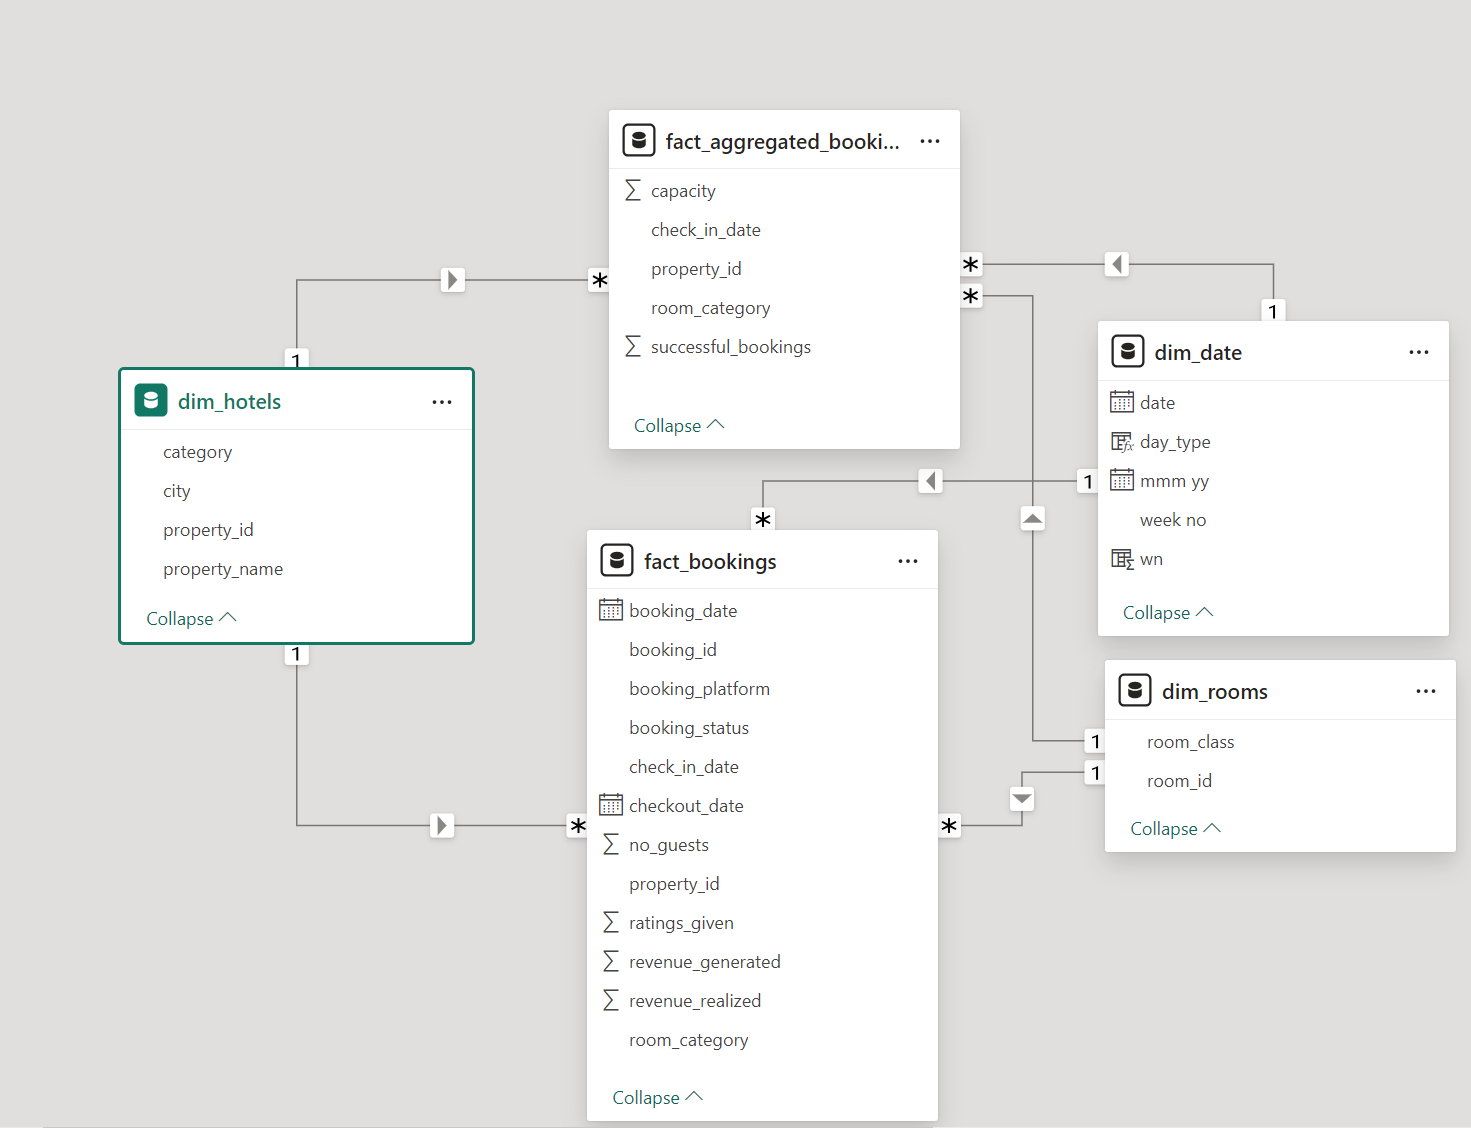 fact_aggregated_booki...
capacity
check_in_date
property_id
room_category
successful_bookings
Collapse
*
*
*
1
1
dim_hotels
category
city
property_id
property_name
Collapse
1
dim_date
date
day_type
mmm yy
week no
wn
Collapse
1
*
fact_bookings
booking_date
booking_id
booking_platform
booking_status
check_in_date
checkout_date
no_guests
property_id
ratings_given
revenue_generated
revenue_realized
room_category
Collapse
*
*
dim_rooms
room_class
room_id
Collapse
1
1